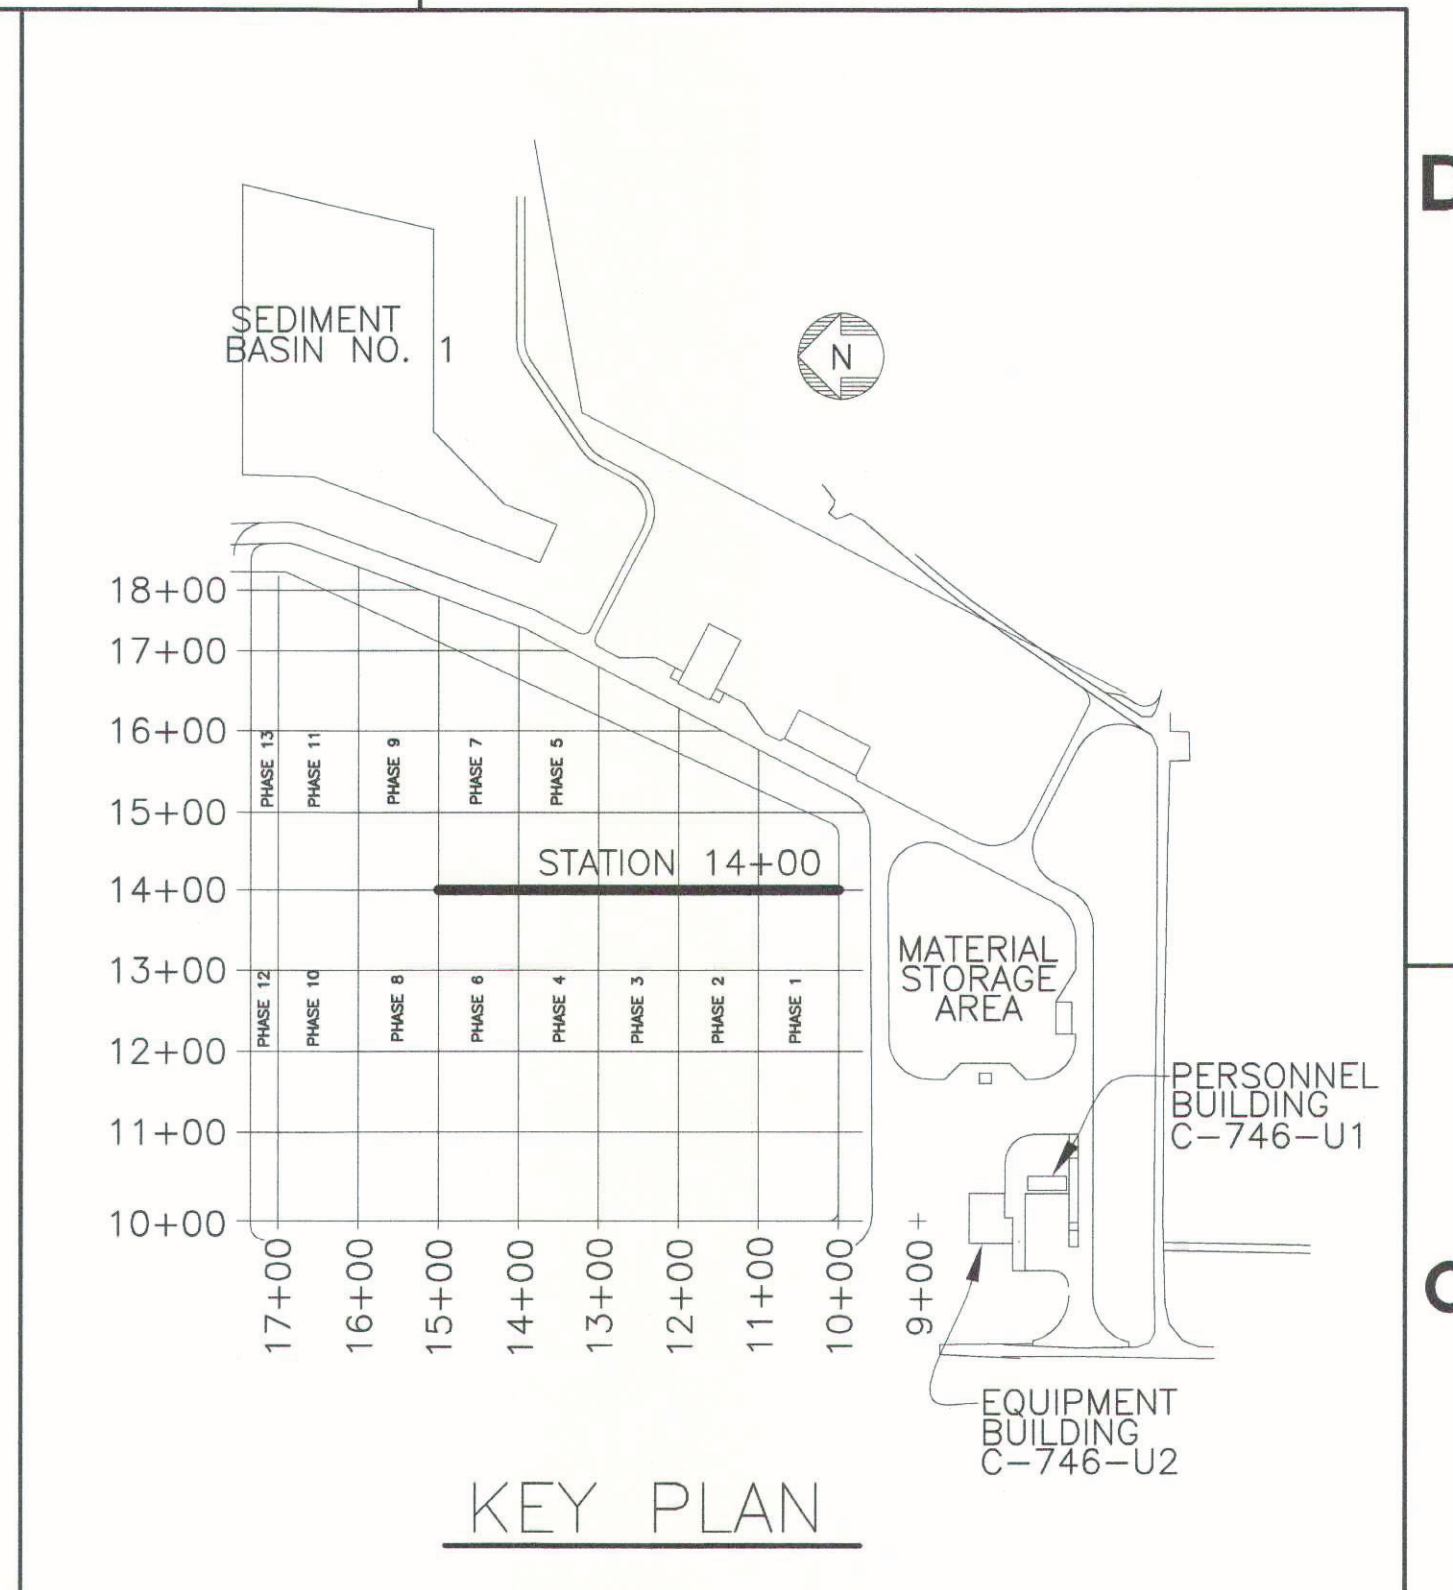 D
SEDIMENT
BASIN NO. 1
N
18+00
17+00
16+00
15+00
14+00
13+00
12+00
11+00
10+00
PHASE 13
PHASE 11
PHASE 9
PHASE 7
PHASE 5
STATION 14+00
PHASE 12
PHASE 10
PHASE 8
PHASE 6
PHASE 4
PHASE 3
PHASE 2
PHASE 1
MATERIAL
STORAGE
AREA
PERSONNEL
BUILDING
C-746-U1
17+00
16+00
15+00
14+00
13+00
12+00
11+00
10+00
9+00+
C
EQUIPMENT
BUILDING
C-746-U2
KEY PLAN